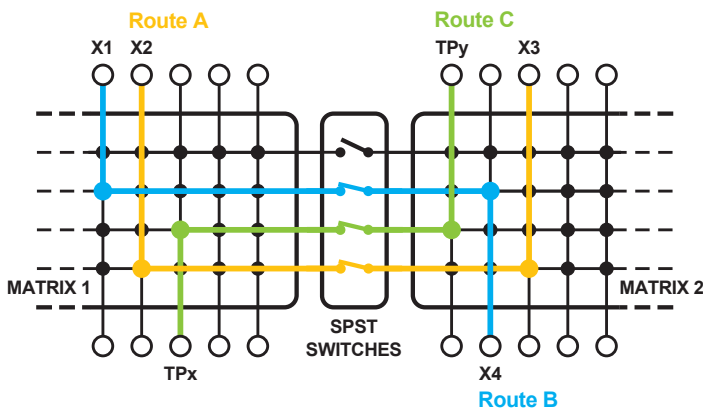 Route A
Route C
X1 X2
TPy
X3
MATRIX 1
MATRIX 2
SPST
SWITCHES
TPx
X4
Route B